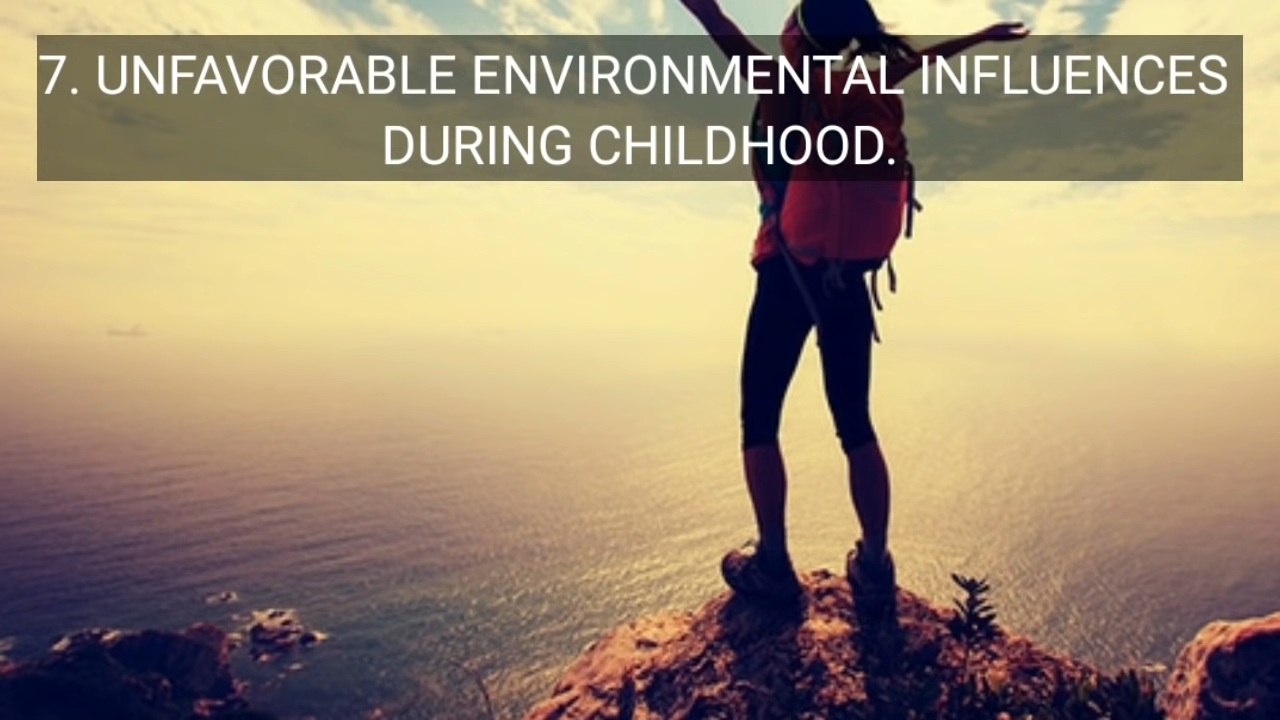 7. UNFAVORABLE ENVIRONMENTAL INFLUENCES
DURING CHILDHOOD.